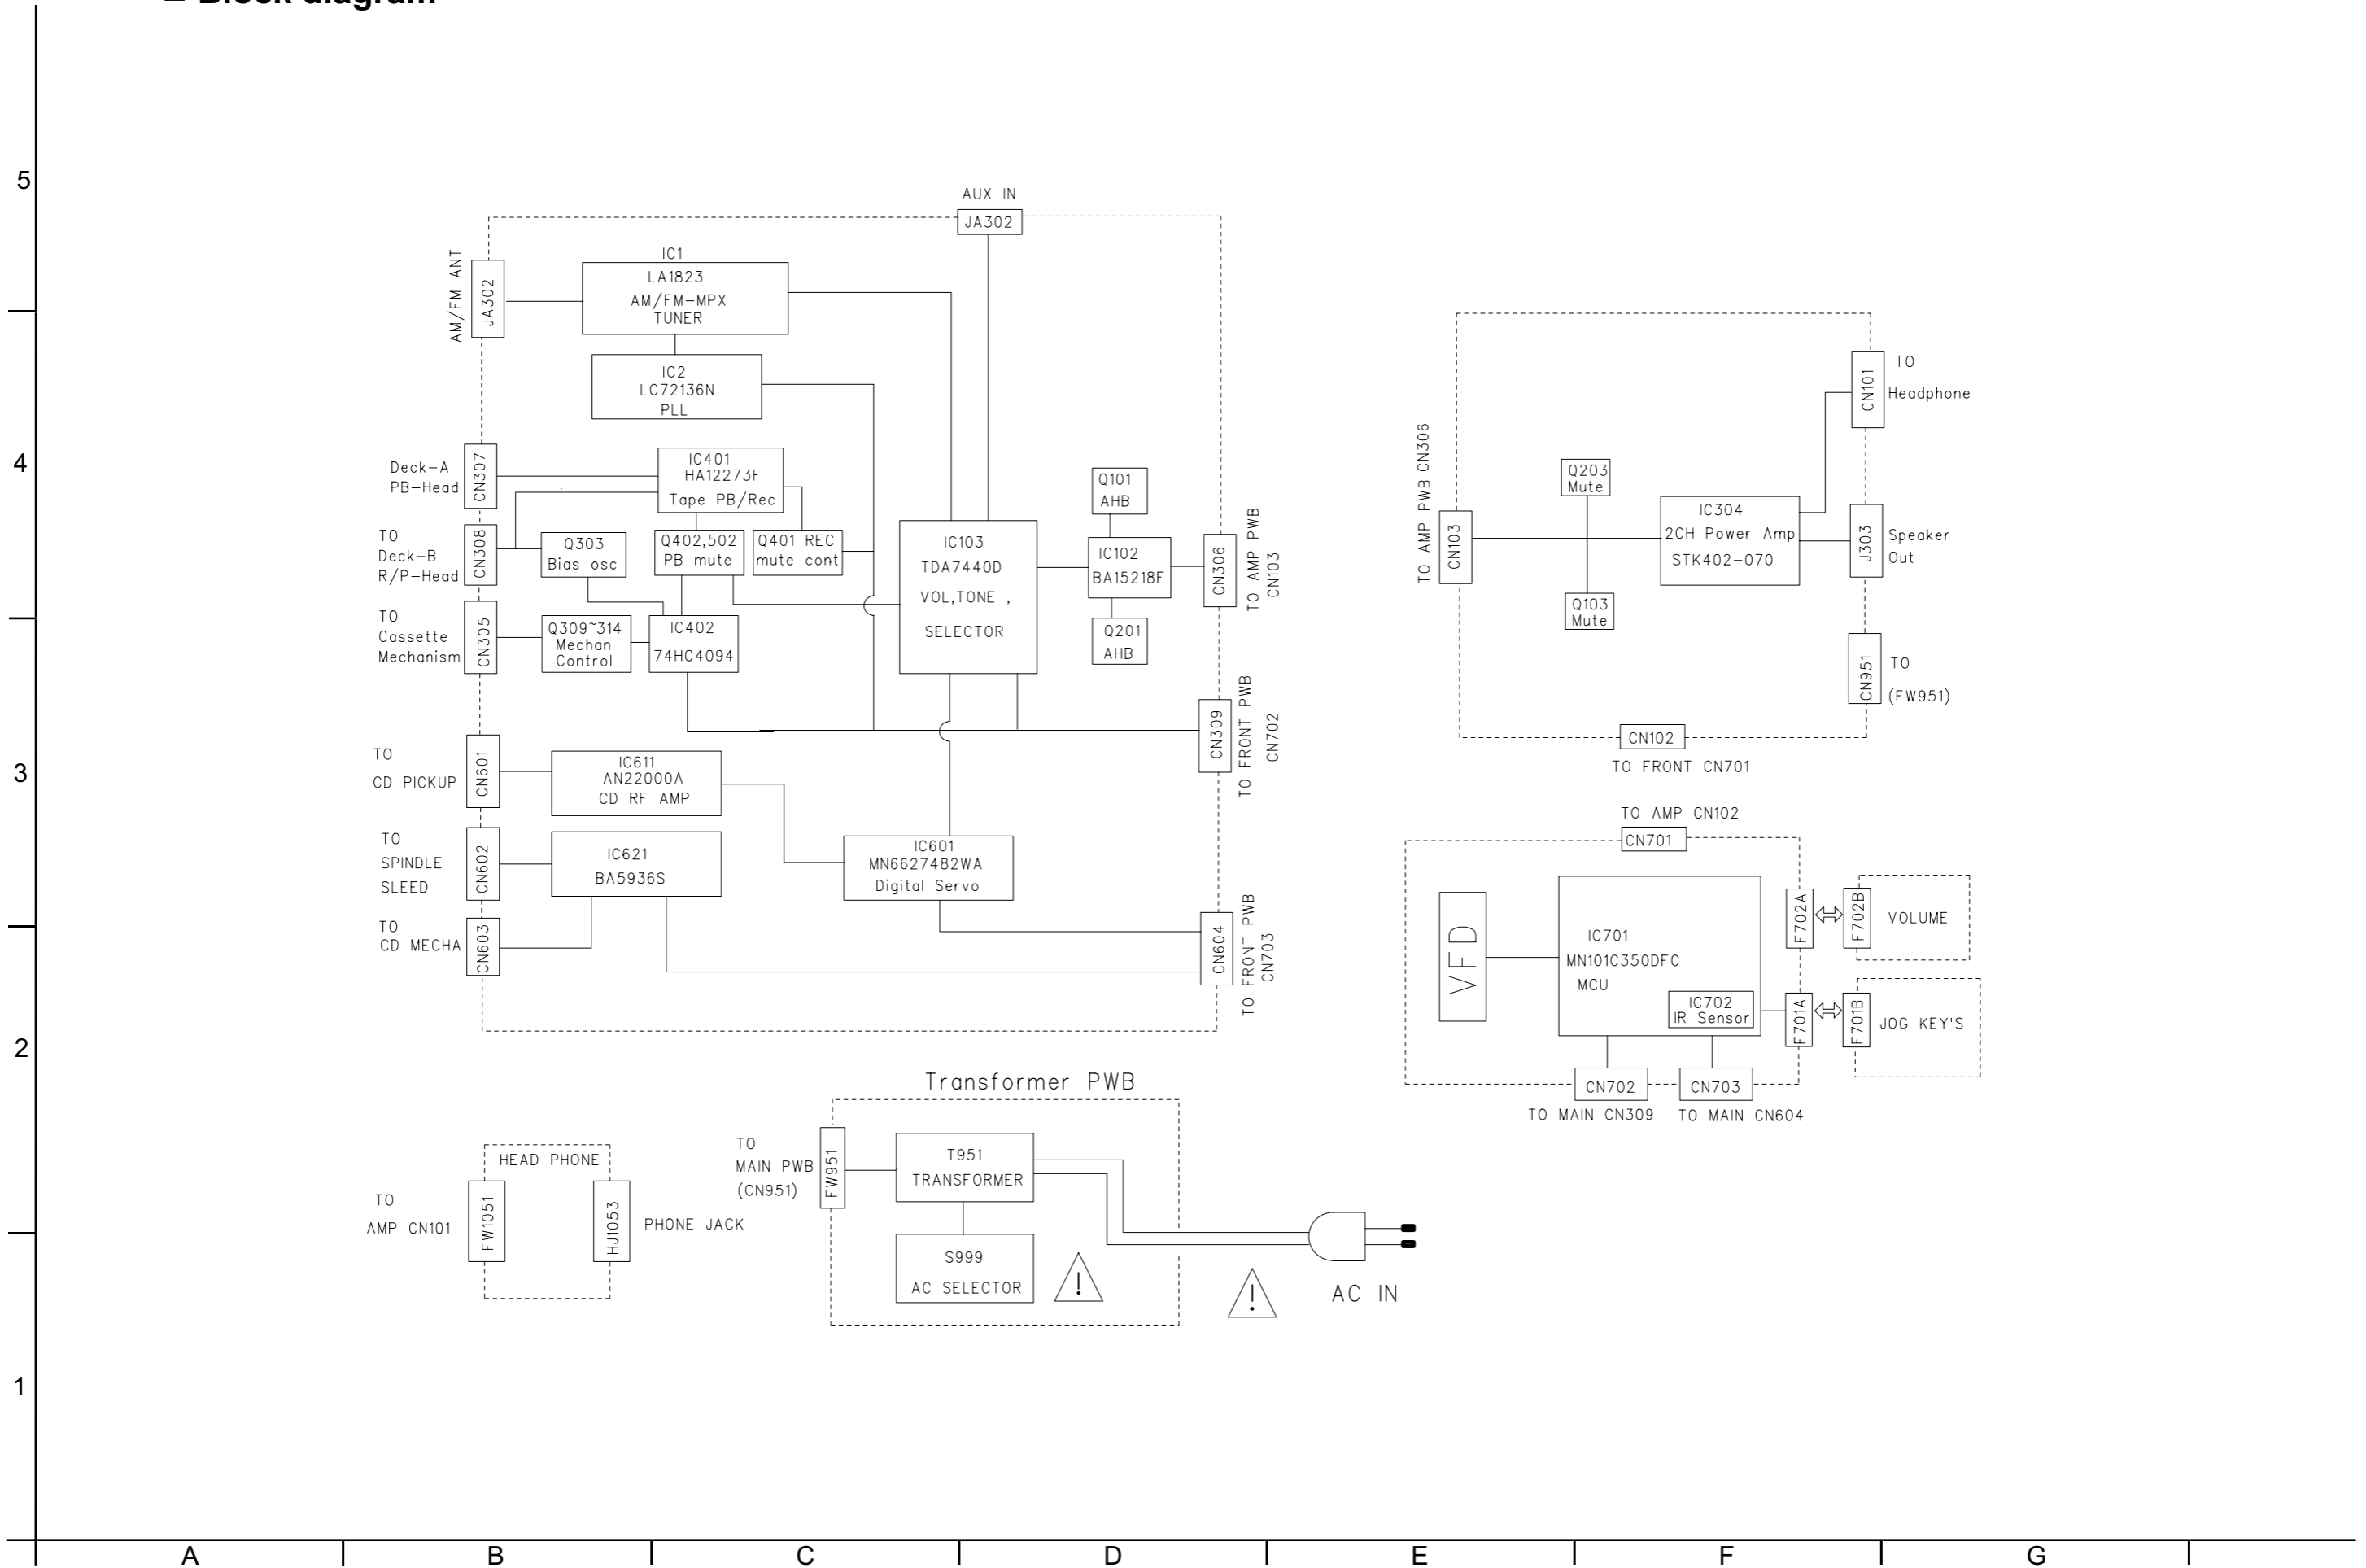 Block diagram
5
4
3
2
1
A
B
C
D
E
F
G
AUX IN
JA302
AM/FM ANT
JA302
IC1
LA1823
AM/FM-MPX
TUNER
IC2
LC72136N
PLL
Deck-A
PB-Head
CN307
IC401
HA12273F
Tape PB/Rec
TO
Deck-B
R/P-Head
CN308
Q303
Bias osc
Q402,502
PB mute
Q401 REC
mute cont
TO
Cassette
Mechanism
CN305
Q309~314
Mechan
Control
IC402
74HC4094
IC103
TDA7440D
VOL,TONE ,
SELECTOR
Q101
AHB
IC102
BA15218F
Q201
AHB
CN306
TO AMP PWB
CN103
CN309
TO FRONT PWB
CN702
TO
CD PICKUP
CN601
IC611
AN22000A
CD RF AMP
TO
SPINDLE
SLEED
CN602
IC621
BA5936S
IC601
MN6627482WA
Digital Servo
TO
CD MECHA
CN603
CN604
TO FRONT PWB
CN703
TO AMP PWB CN306
CN103
Q203
Mute
Q103
Mute
IC304
2CH Power Amp
STK402-070
CN101
TO
Headphone
J303
Speaker
Out
CN951
TO
(FW951)
CN102
TO FRONT CN701
TO AMP CN102
CN701
VFD
IC701
MN101C350DFC
MCU
IC702
IR Sensor
F702A
F702B
VOLUME
F701A
F701B
JOG KEY'S
CN702
CN703
TO MAIN CN309
TO MAIN CN604
HEAD PHONE
TO
AMP CN101
FW1051
HJ1053
PHONE JACK
Transformer PWB
TO
MAIN PWB
(CN951)
FW951
T951
TRANSFORMER
S999
AC SELECTOR
!
!
AC IN